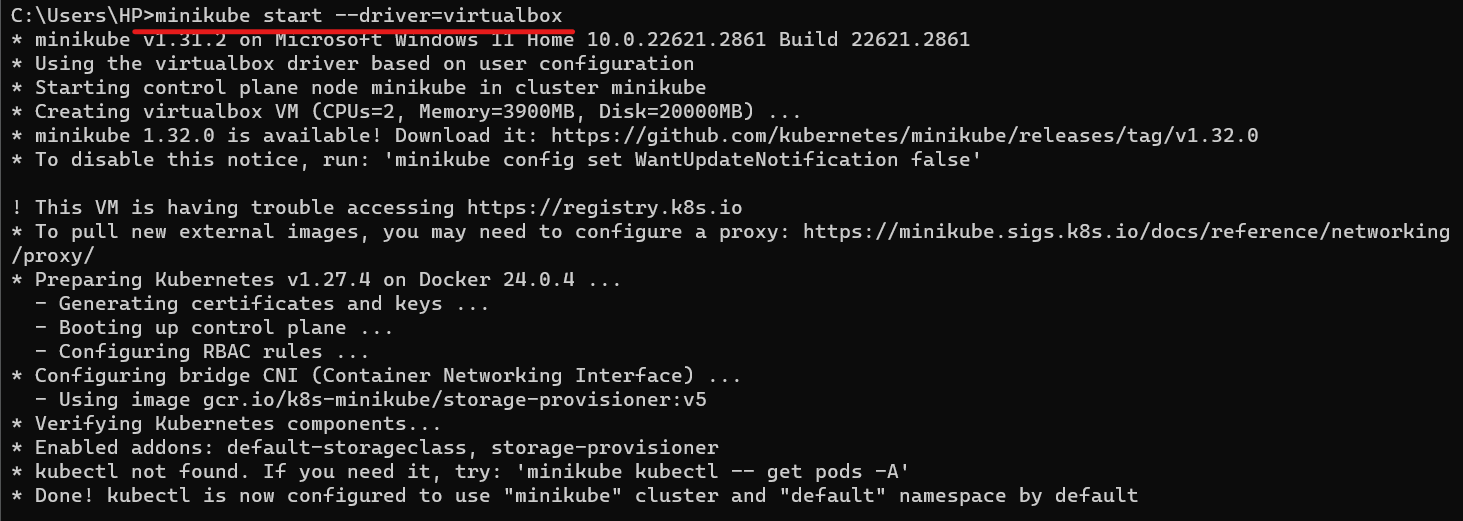 C:\Users\HP>minikube start --driver=virtualbox
* minikube v1.31.2 on Microsoft Windows 11 Home 10.0.22621.2861 Build 22621.2861
* Using the virtualbox driver based on user configuration
* Starting control plane node minikube in cluster minikube
* Creating virtualbox VM (CPUs=2, Memory=3900MB, Disk=20000MB) ...
* minikube 1.32.0 is available! Download it: https://github.com/kubernetes/minikube/releases/tag/v1.32.0
* To disable this notice, run: 'minikube config set WantUpdateNotification false'
! This VM is having trouble accessing https://registry.k8s.io
* To pull new external images, you may need to configure a proxy: https://minikube.sigs.k8s.io/docs/reference/networking
/proxy/
* Preparing Kubernetes v1.27.4 on Docker 24.0.4 ...
  - Generating certificates and keys ...
  - Booting up control plane ...
  - Configuring RBAC rules ...
* Configuring bridge CNI (Container Networking Interface) ...
  - Using image gcr.io/k8s-minikube/storage-provisioner:v5
* Verifying Kubernetes components...
* Enabled addons: default-storageclass, storage-provisioner
* kubectl not found. If you need it, try: 'minikube kubectl -- get pods -A'
* Done! kubectl is now configured to use "minikube" cluster and "default" namespace by default